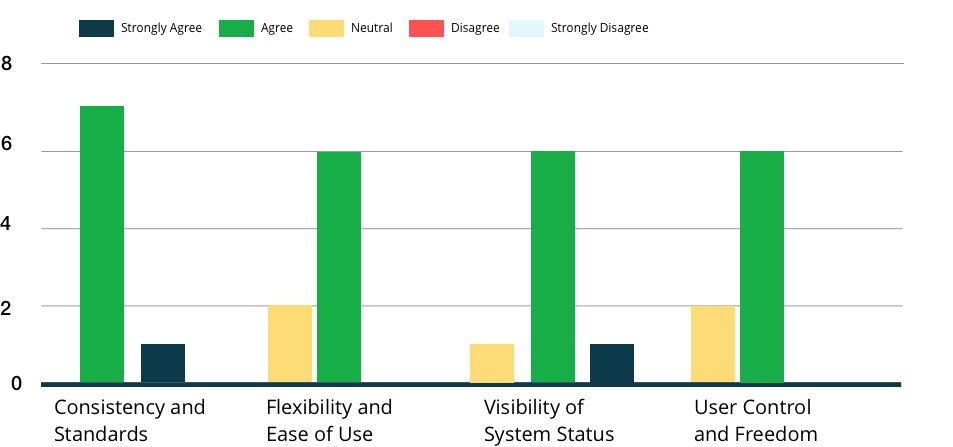 Strongly Agree Agree Neutral Disagree Strongly Disagree
8
6
4
2
0
Consistency and Standards
Flexibility and Ease of Use
Visibility of System Status
User Control and Freedom